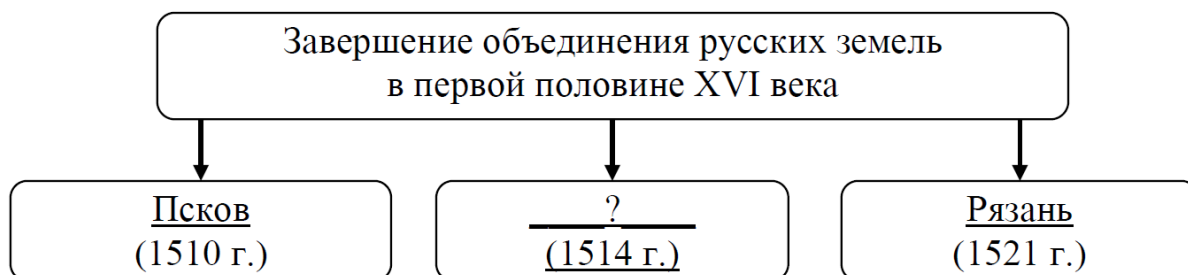 Завершение объединения русских земель
в первой половине XVI века
Псков
(1510 г.)
?
(1514 г.)
Рязань
(1521 г.)